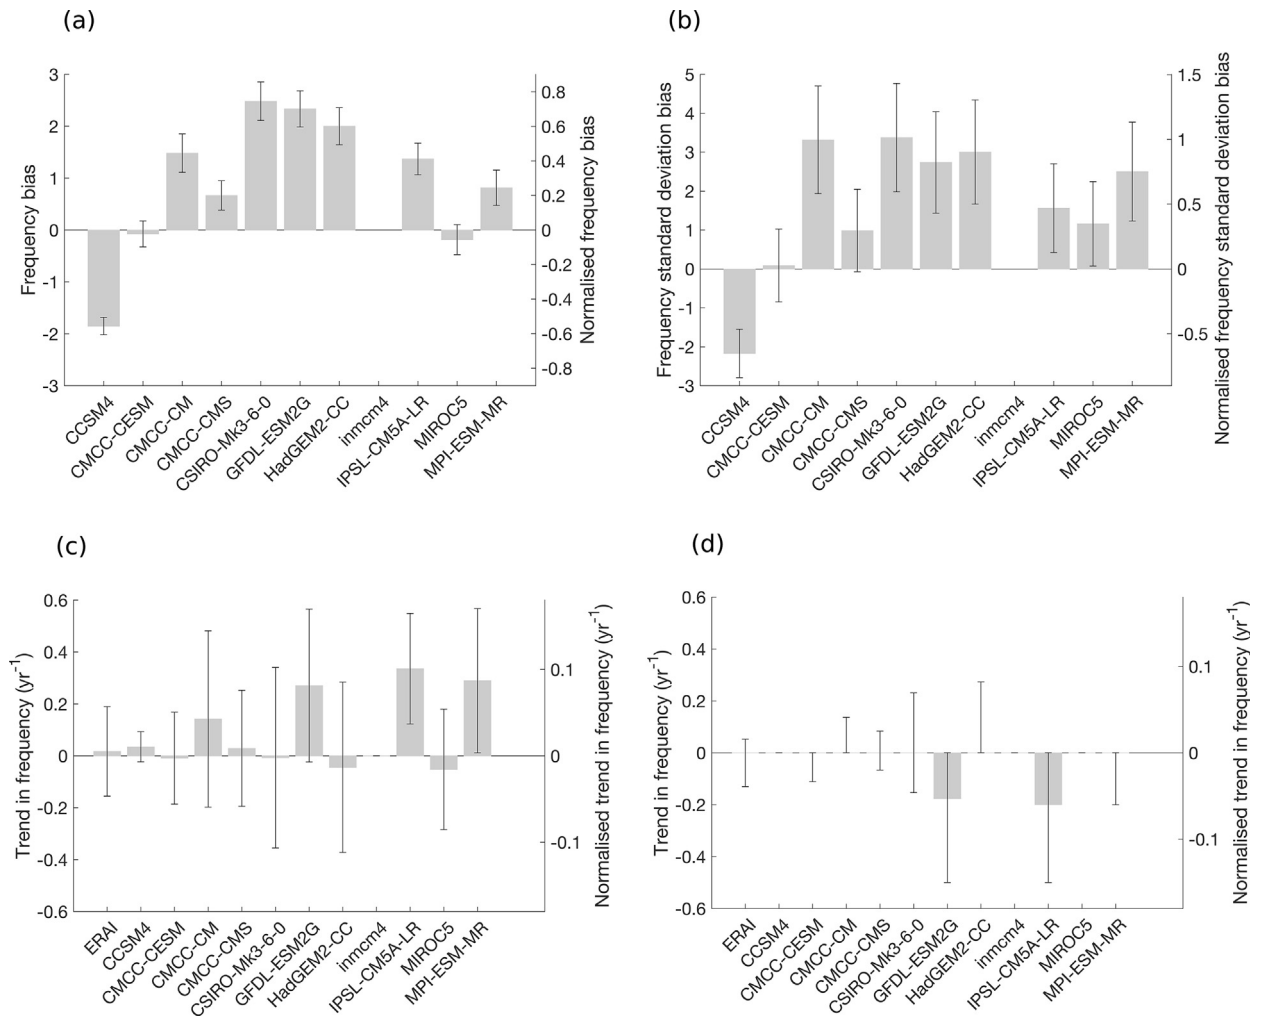 (a)
3
2
1
0
-1
-2
-3
Frequency bias
0.8
0.6
0.4
0.2
0
-0.2
-0.4
-0.6
-0.8
Normalised frequency bias
CCSM4
CMCC-CESM
CMCC-CM
CMCC-CMS
CSIRO-Mk3-6-0
GFDL-ESM2G
HadGEM2-CC
inmcm4
IPSL-CM5A-LR
MIROC5
MPI-ESM-MR
(b)
5
4
3
2
1
0
-1
-2
-3
Frequency standard deviation bias
1.5
1
0.5
0
-0.5
Normalised frequency standard deviation bias
CCSM4
CMCC-CESM
CMCC-CM
CMCC-CMS
CSIRO-Mk3-6-0
GFDL-ESM2G
HadGEM2-CC
inmcm4
IPSL-CM5A-LR
MIROC5
MPI-ESM-MR
(c)
0.6
0.4
0.2
0
-0.2
-0.4
-0.6
Trend in frequency (yr⁻¹)
0.1
0
-0.1
Normalised trend in frequency (yr⁻¹)
ERAI
CCSM4
CMCC-CESM
CMCC-CM
CMCC-CMS
CSIRO-Mk3-6-0
GFDL-ESM2G
HadGEM2-CC
inmcm4
IPSL-CM5A-LR
MIROC5
MPI-ESM-MR
(d)
0.6
0.4
0.2
0
-0.2
-0.4
-0.6
Trend in frequency (yr⁻¹)
0.1
0
-0.1
Normalised trend in frequency (yr⁻¹)
ERAI
CCSM4
CMCC-CESM
CMCC-CM
CMCC-CMS
CSIRO-Mk3-6-0
GFDL-ESM2G
HadGEM2-CC
inmcm4
IPSL-CM5A-LR
MIROC5
MPI-ESM-MR